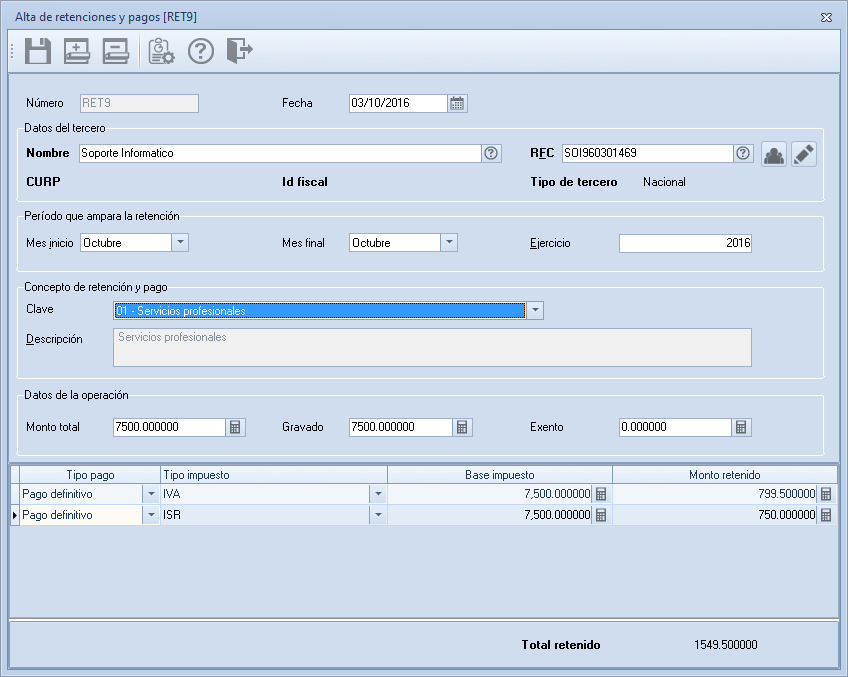 Alta de retenciones y pagos [RET9]
Número RET9 Fecha 03/10/2016
Datos del tercero
Nombre Soporte Informatico RFC SOI960301469
CURP Id fiscal Tipo de tercero Nacional
Período que ampara la retención
Mes inicio Octubre Mes final Octubre Ejercicio 2016
Concepto de retención y pago
Clave 01 - Servicios profesionales
Descripción Servicios profesionales
Datos de la operación
Monto total 7500.000000 Gravado 7500.000000 Exento 0.000000
Tipo pago Tipo impuesto Base impuesto Monto retenido
Pago definitivo IVA 7,500.000000 799.500000
Pago definitivo ISR 7,500.000000 750.000000
Total retenido 1549.500000